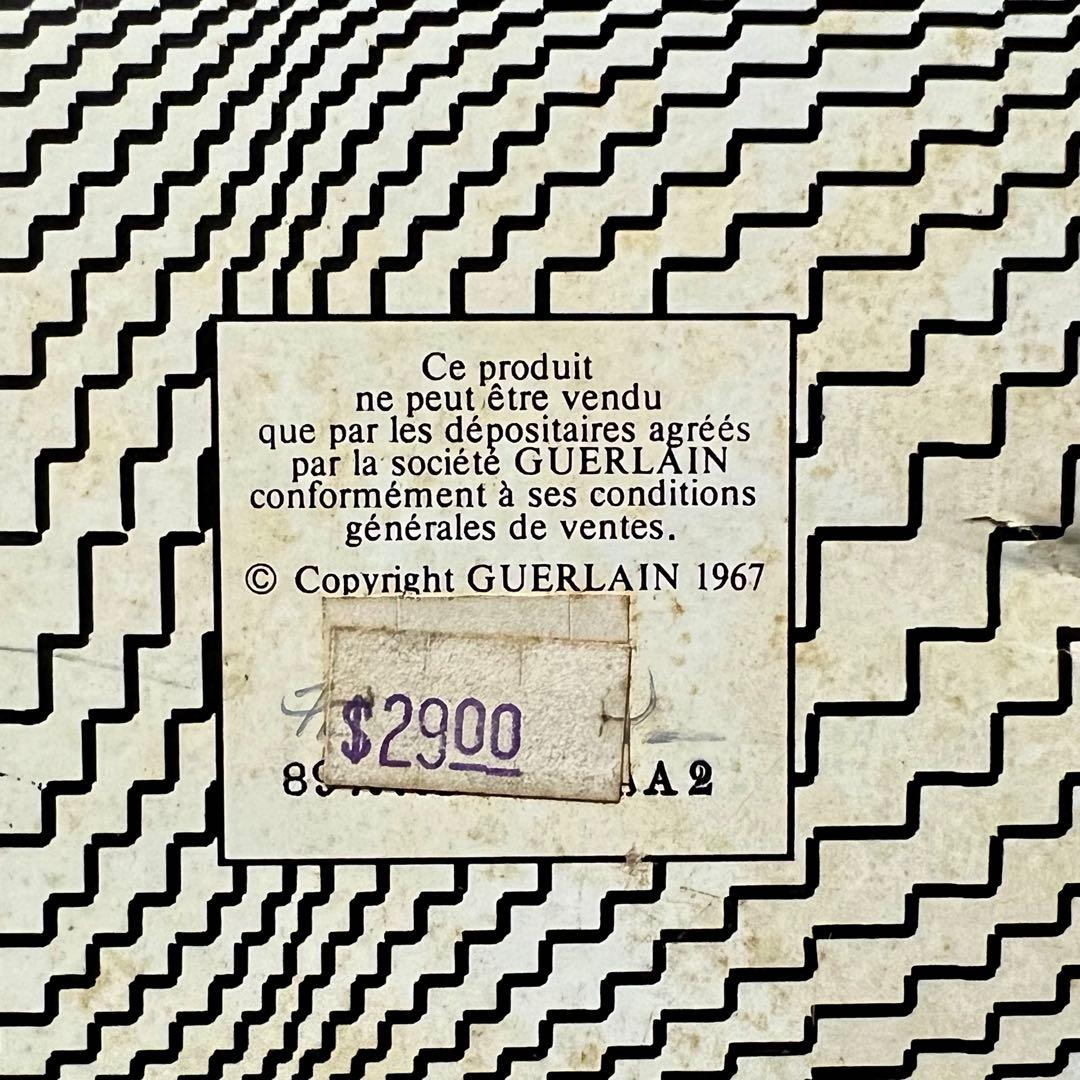 Ce produit
ne peut être vendu
que par les dépositaires agréés
par la société GUERLAIN
conformément à ses conditions
générales de ventes.
© Copyright GUERLAIN 1967
$2900
A2